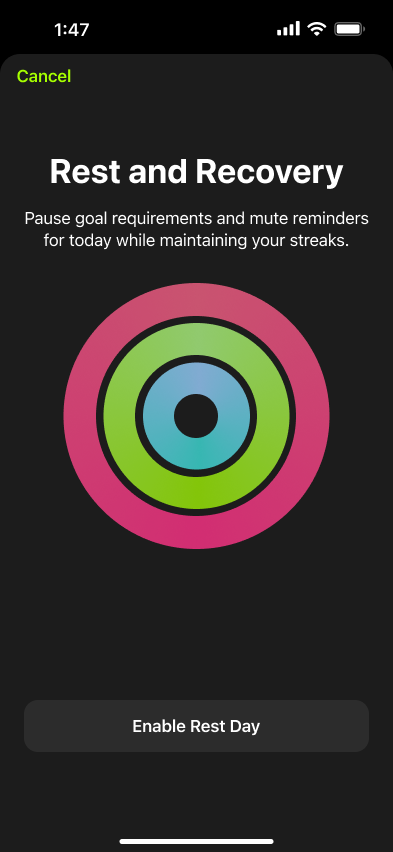 1:47
Cancel
Rest and Recovery
Pause goal requirements and mute reminders
for today while maintaining your streaks.
Enable Rest Day